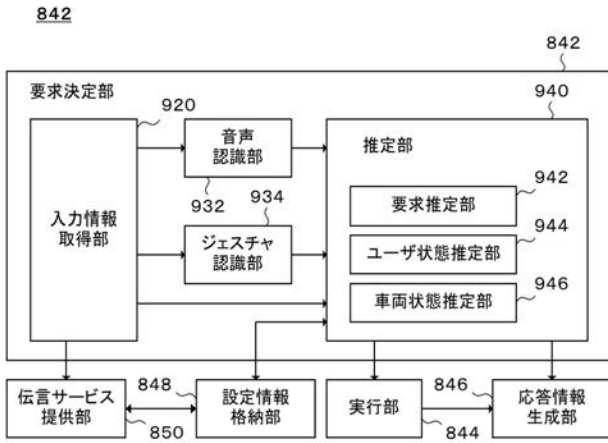 842
842
要求決定部
920
940
音声
認識部
推定部
932
934
942
要求推定部
入力情報
取得部
ジェスチャ
認識部
944
ユーザ状態推定部
946
車両状態推定部
伝言サービス
提供部
848
850
設定情報
格納部
実行部
846
844
応答情報
生成部